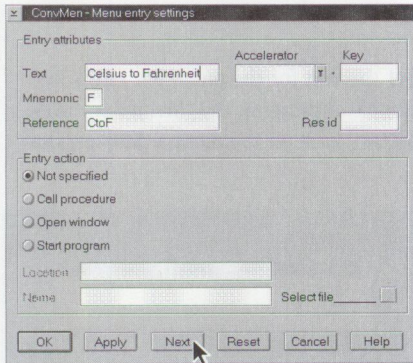 ConvMen - Menu entry settings
Entry attributes
Accelerator Key
Text Celsius to Fahrenheit
Mnemonic F
Reference CtoF Res id
Entry action
Not specified
Call procedure
Open window
Start program
Location
Name Select file
OK Apply Next Reset Cancel Help